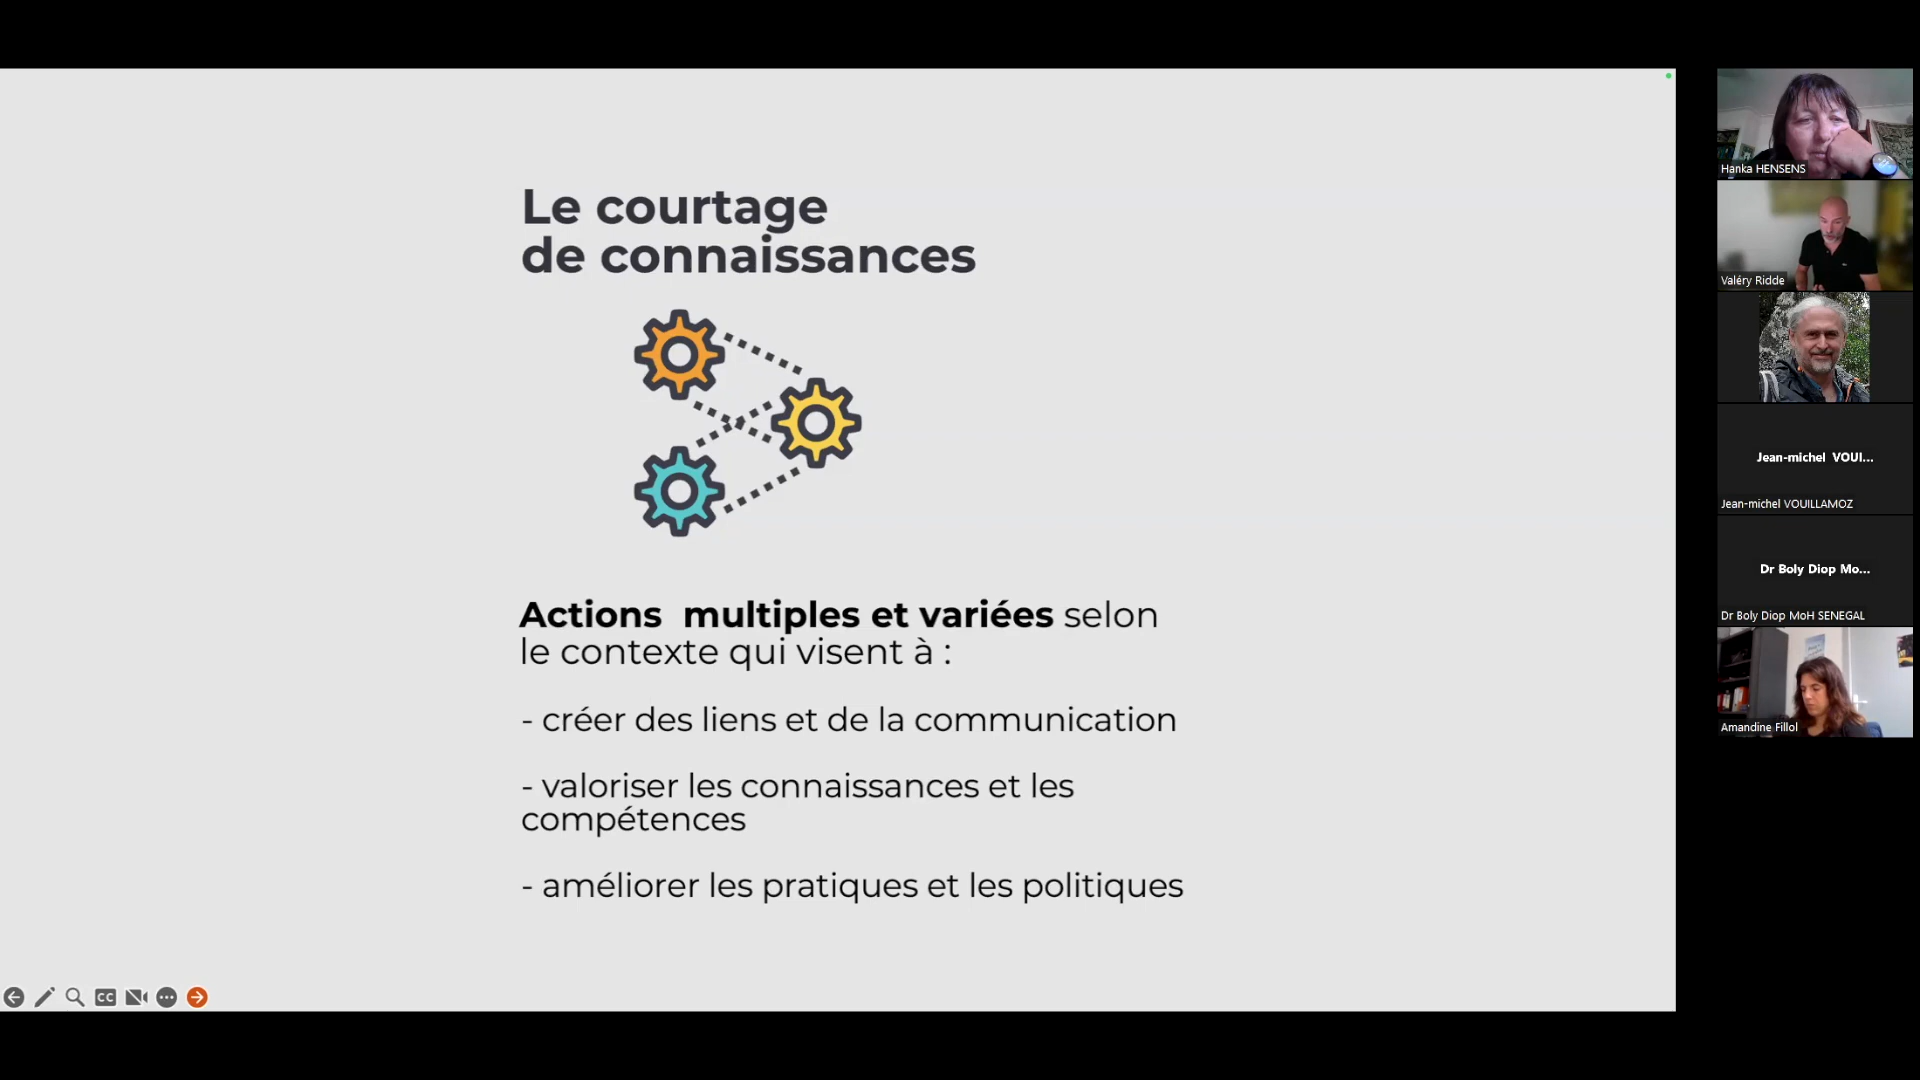 Le courtage
de connaissances
Actions  multiples et variées selon
le contexte qui visent à :
- créer des liens et de la communication
- valoriser les connaissances et les
compétences
- améliorer les pratiques et les politiques
CC
Hanka HENSENS
Valéry Ridde
Jean-michel VOUI...
Jean-michel VOUILLAMOZ
Dr Boly Diop Mo...
Dr Boly Diop MoH SENEGAL
Amandine Fillol